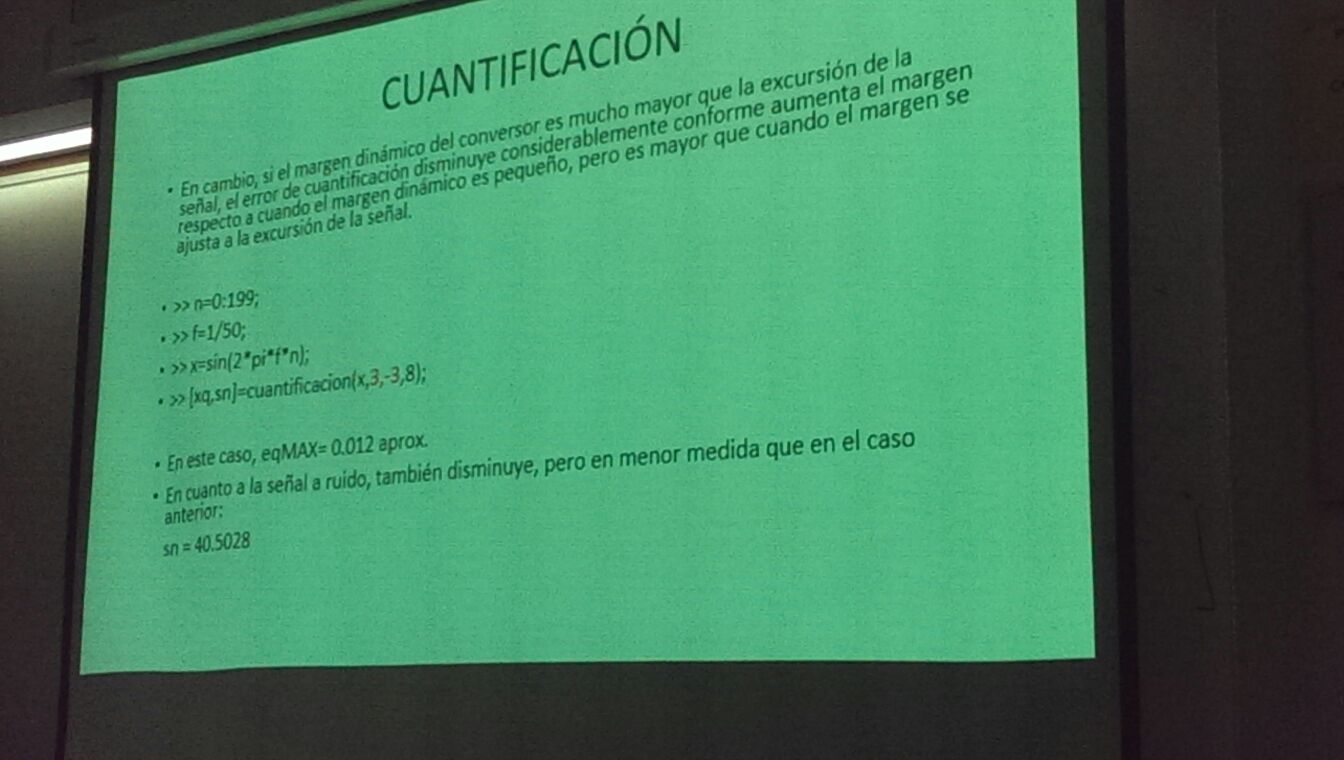 CUANTIFICACIÓN
• En cambio, si el margen dinámico del conversor es mucho mayor que la excursión de la
señal, el error de cuantificación disminuye considerablemente conforme aumenta el margen
respecto a cuando el margen dinámico es pequeño, pero es mayor que cuando el margen se
ajusta a la excursión de la señal.
• >> n=0:199;
• >> f=1/50;
• >> x=sin(2*pi*f*n);
• >> [xq,sn]=cuantificacion(x,3,-3,8);
• En este caso, eqMAX= 0.012 aprox.
• En cuanto a la señal a ruido, también disminuye, pero en menor medida que en el caso
anterior:
sn = 40.5028